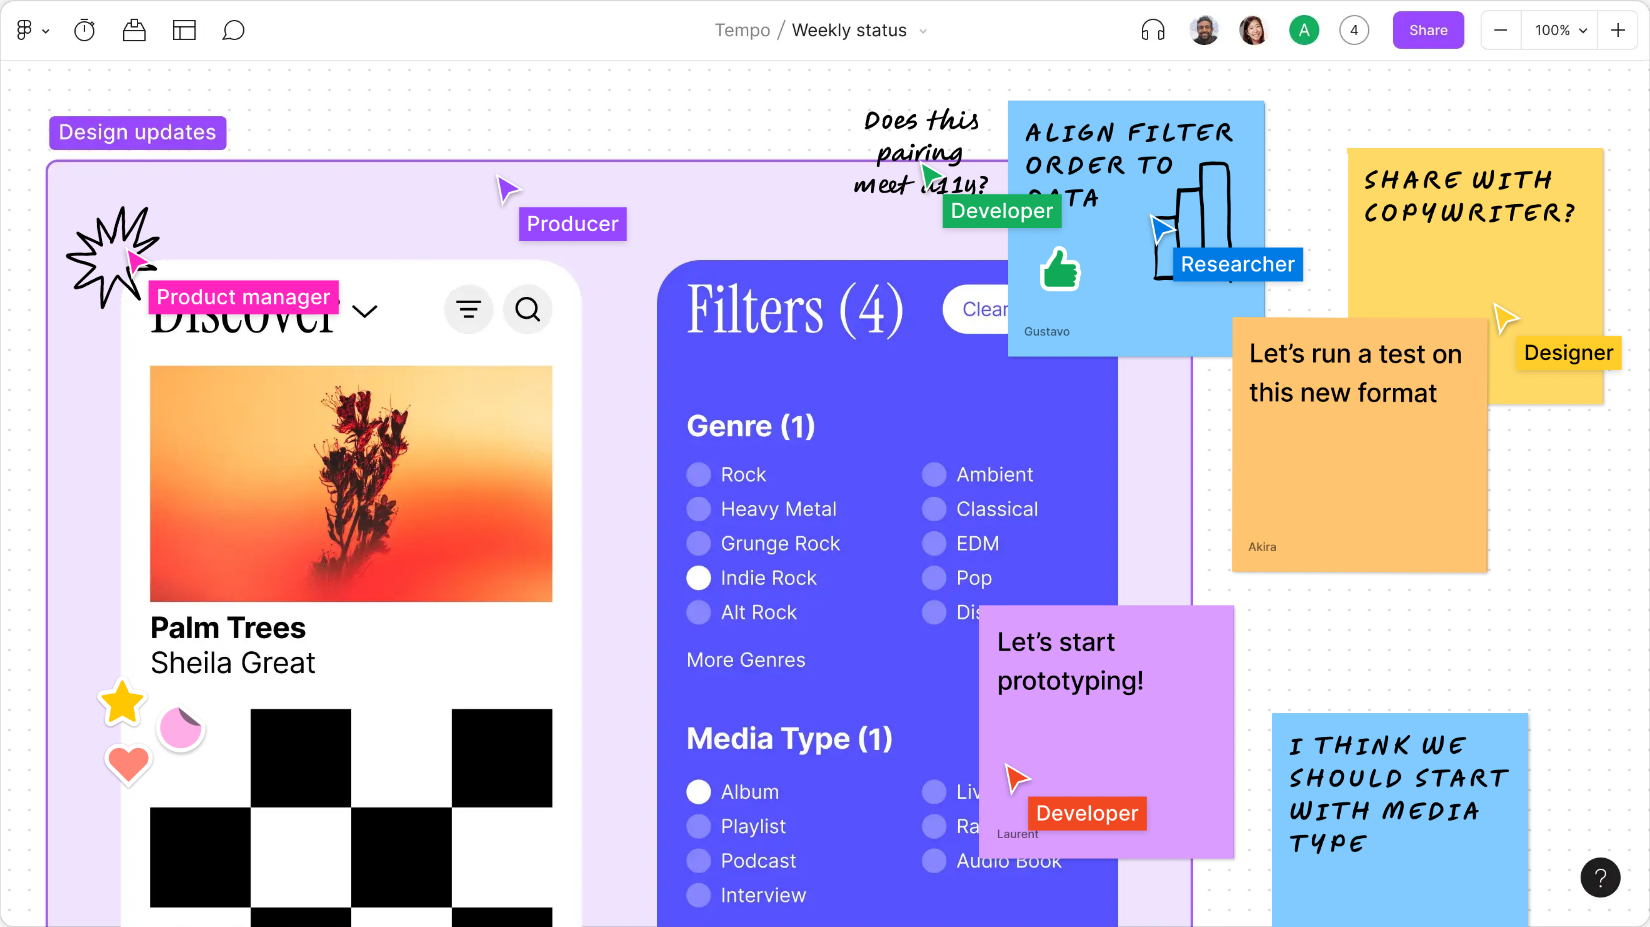 Tempo / Weekly status
A
4
Share
100%
Design updates
Does this
pairing
meet a11y?
Developer
Producer
ALIGN FILTER
ORDER TO
DATA
Researcher
Gustavo
SHARE WITH
COPYWRITER?
Designer
Product manager
Discover
Filters (4)
Clear
Let’s run a test on
this new format
Akira
Genre (1)
Rock
Heavy Metal
Grunge Rock
Indie Rock
Alt Rock
Ambient
Classical
EDM
Pop
More Genres
Palm Trees
Sheila Great
Let’s start
prototyping!
Developer
Laurent
Media Type (1)
Album
Playlist
Podcast
Interview
Audio Book
I THINK WE
SHOULD START
WITH MEDIA
TYPE
?